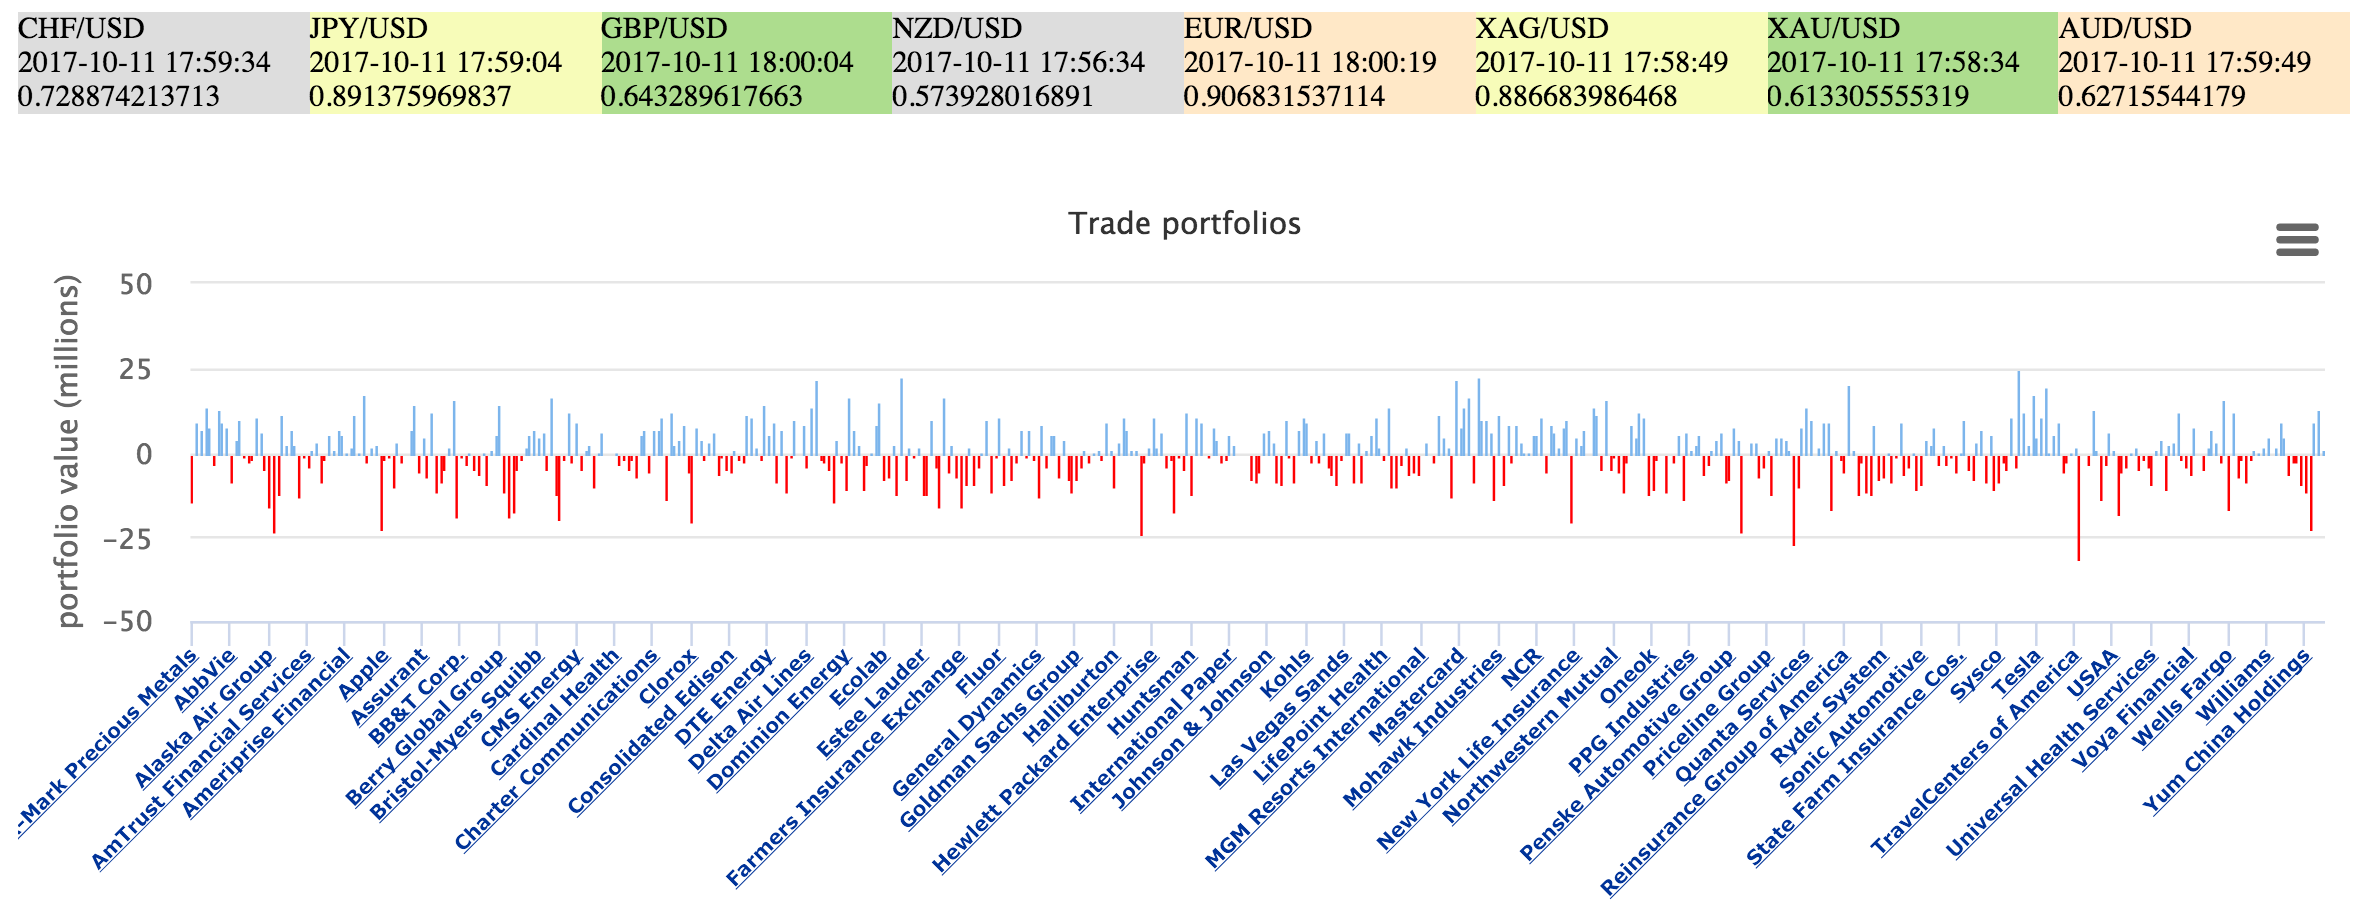 CHF/USD
2017-10-11 17:59:34
0.728874213713
JPY/USD
2017-10-11 17:59:04
0.891375969837
GBP/USD
2017-10-11 18:00:04
0.643289617663
NZD/USD
2017-10-11 17:56:34
0.573928016891
EUR/USD
2017-10-11 18:00:19
0.906831537114
XAG/USD
2017-10-11 17:58:49
0.886683986468
XAU/USD
2017-10-11 17:58:34
0.613305555319
AUD/USD
2017-10-11 17:59:49
0.62715544179
Trade portfolios
portfolio value (millions)
50
25
0
−25
−50
-Mark Precious Metals
AbbVie
Alaska Air Group
AmTrust Financial Services
Ameriprise Financial
Apple
Assurant
BB&T Corp.
Berry Global Group
Bristol-Myers Squibb
CMS Energy
Cardinal Health
Charter Communications
Clorox
Consolidated Edison
DTE Energy
Delta Air Lines
Dominion Energy
Ecolab
Estee Lauder
Farmers Insurance Exchange
Fluor
General Dynamics
Goldman Sachs Group
Halliburton
Hewlett Packard Enterprise
Huntsman
International Paper
Johnson & Johnson
Kohls
Las Vegas Sands
LifePoint Health
MGM Resorts International
Mastercard
Mohawk Industries
NCR
New York Life Insurance
Northwestern Mutual
Oneok
PPG Industries
Penske Automotive Group
Priceline Group
Quanta Services
Reinsurance Group of America
Ryder System
Sonic Automotive
State Farm Insurance Cos.
Sysco
Tesla
TravelCenters of America
USAA
Universal Health Services
Voya Financial
Wells Fargo
Williams
Yum China Holdings